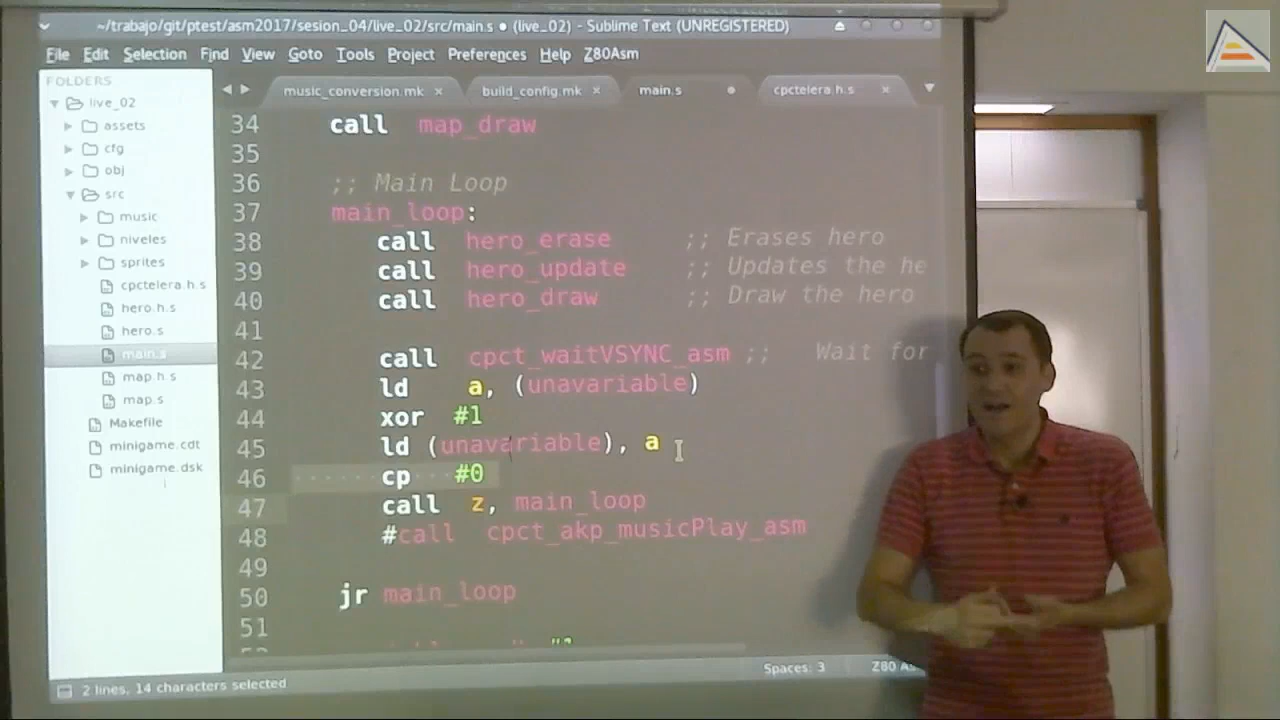 ~/trabajo/git/ptest/asm2017/sesion_04/live_02/src/main.s • (live_02) - Sublime Text (UNREGISTERED)
File Edit Selection Find View Goto Tools Project Preferences Help Z80Asm
FOLDERS
live_02
assets
cfg
obj
src
music
niveles
sprites
cpctelera.h.s
hero.h.s
hero.s
main.s
map.h.s
map.s
Makefile
minigame.cdt
minigame.dsk
music_conversion.mk × build_config.mk × main.s • cpctelera.h.s ×
34 call map_draw
35
36 ;; Main Loop
37 main_loop:
38 call hero_erase ;; Erases hero
39 call hero_update ;; Updates the he
40 call hero_draw ;; Draw the hero
41
42 call cpct_waitVSYNC_asm ;; Wait for
43 ld a, (unavariable)
44 xor #1
45 ld (unavariable), a
46 cp #0
47 call z, main_loop
48 #call cpct_akp_musicPlay_asm
49
50 jr main_loop
51
2 lines, 14 characters selected
Spaces: 3 Z80 As